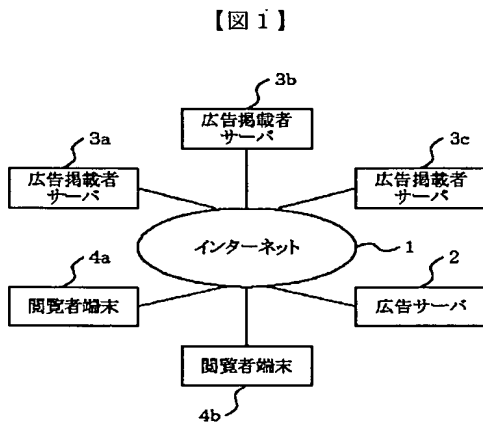 【図1】
3b
広告掲載者
サーバ
3a
広告掲載者
サーバ
3c
広告掲載者
サーバ
インターネット
1
4a
閲覧者端末
2
広告サーバ
閲覧者端末
4b